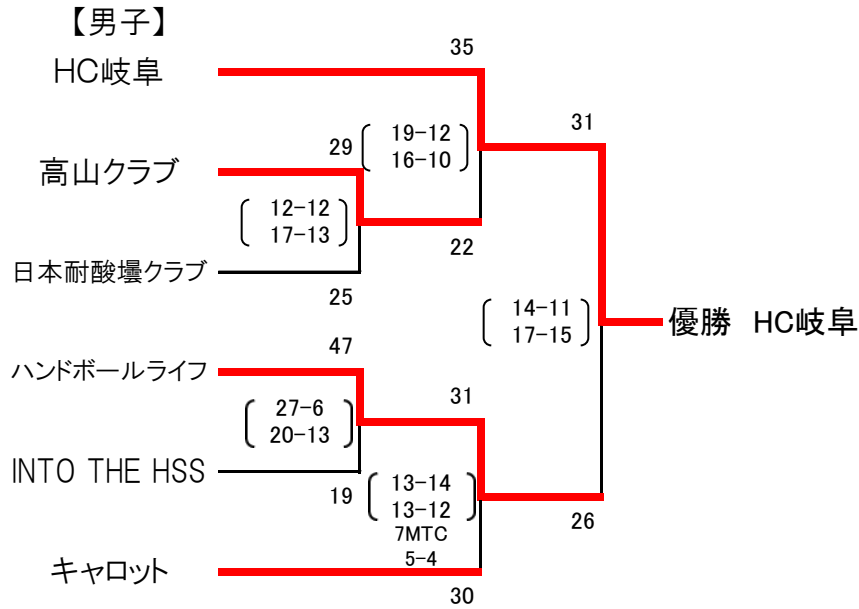 【男子】
35
HC岐阜
31
19-12
16-10
29
高山クラブ
12-12
17-13
22
日本耐酸壜クラブ
25
14-11
17-15
優勝 HC岐阜
47
ハンドボールライフ
31
27-6
20-13
INTO THE HSS
19
13-14
13-12
7MTC
5-4
26
キャロット
30